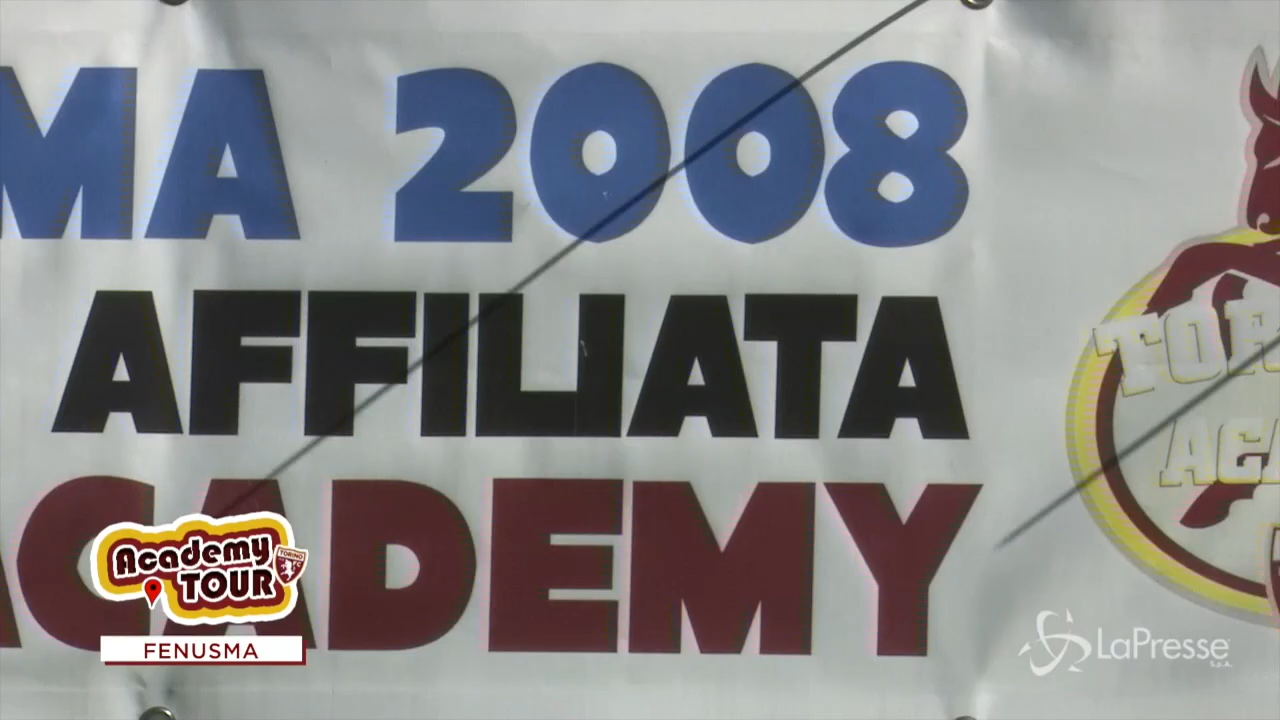 MA 2008
AFFILIATA
ACADEMY
Academy
TOUR
TORINO
FENUSMA
LaPresse
S.p.A.